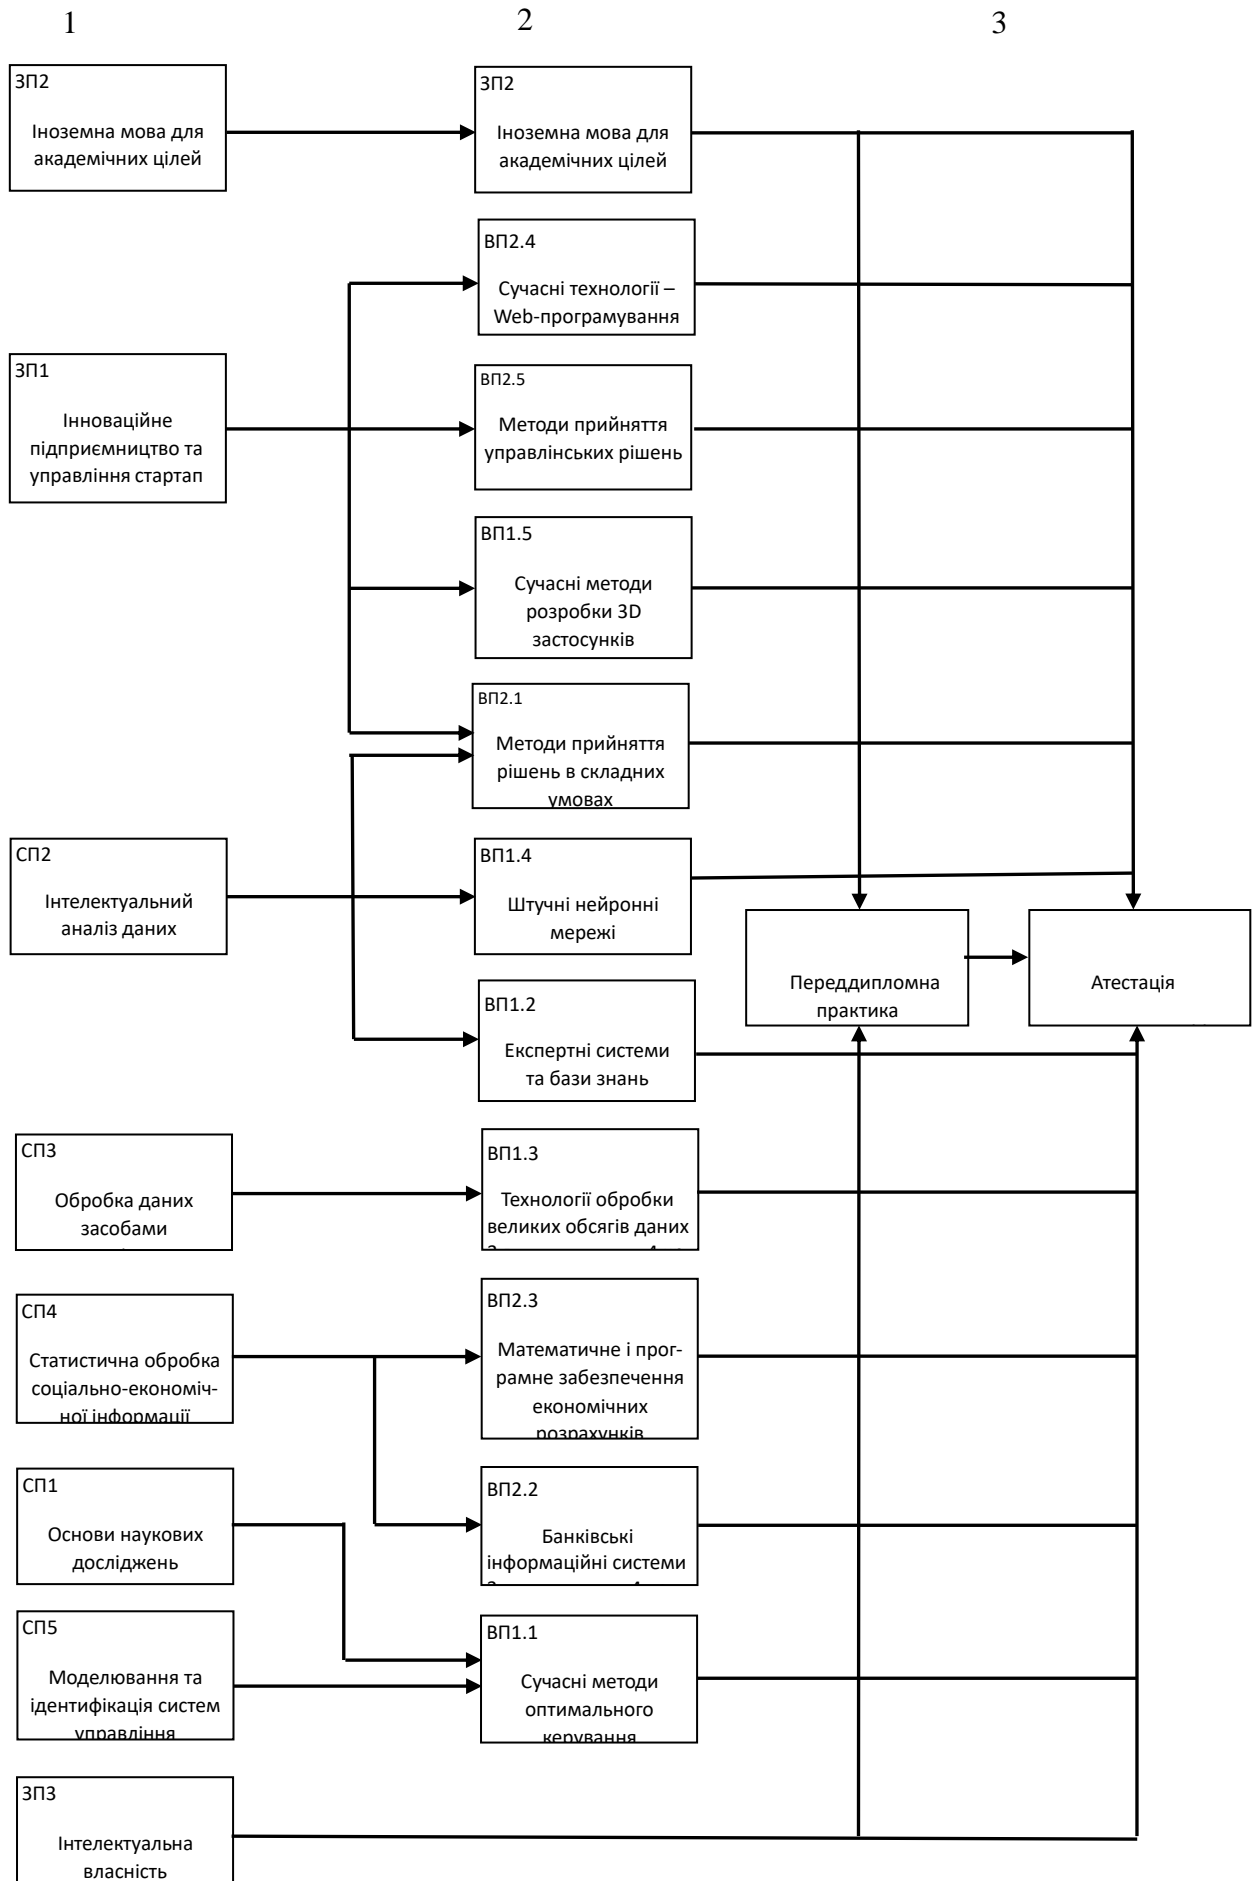 1
2
3
ЗП2
Іноземна мова для
академічних цілей
ЗП2
Іноземна мова для
академічних цілей
ВП2.4
Сучасні технології –
Web-програмування
ЗП1
Інноваційне
підприємництво та
управління стартап
ВП2.5
Методи прийняття
управлінських рішень
ВП1.5
Сучасні методи
розробки 3D
застосунків
ВП2.1
Методи прийняття
рішень в складних
умовах
СП2
Інтелектуальний
аналіз даних
ВП1.4
Штучні нейронні
мережі
Переддипломна
практика
Атестація
ВП1.2
Експертні системи
та бази знань
СП3
Обробка даних
засобами
ВП1.3
Технології обробки
великих обсягів даних
СП4
Статистична обробка
соціально-економіч-
ної інформації
ВП2.3
Математичне і прог-
рамне забезпечення
економічних
розрахунків
СП1
Основи наукових
досліджень
ВП2.2
Банківські
інформаційні системи
СП5
Моделювання та
ідентифікація систем
управління
ВП1.1
Сучасні методи
оптимального
керування
ЗП3
Інтелектуальна
власність